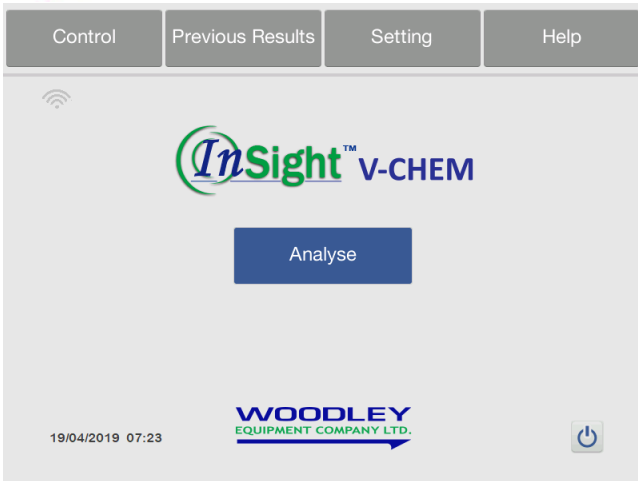 Control Previous Results Setting Help
InSight™ V-CHEM
Analyse
WOODLEY
EQUIPMENT COMPANY LTD.
19/04/2019 07:23